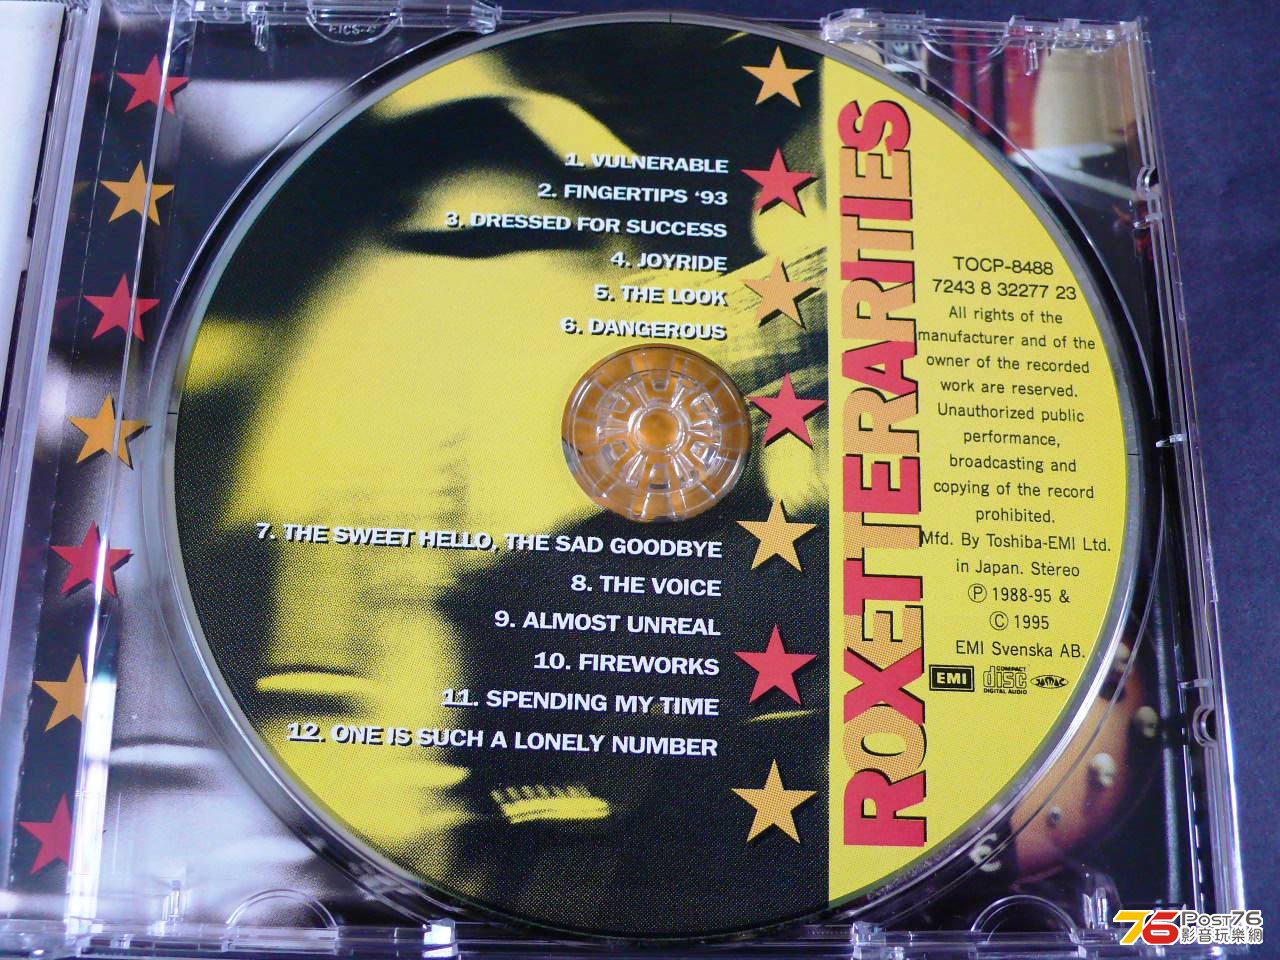 1. VULNERABLE
2. FINGERTIPS '93
3. DRESSED FOR SUCCESS
4. JOYRIDE
5. THE LOOK
6. DANGEROUS
7. THE SWEET HELLO, THE SAD GOODBYE
8. THE VOICE
9. ALMOST UNREAL
10. FIREWORKS
11. SPENDING MY TIME
12. ONE IS SUCH A LONELY NUMBER
ROXETTERARITIES
TOCP-8488
7243 8 32277 23
All rights of the
manufacturer and of the
owner of the recorded
work are reserved.
Unauthorized public
performance,
broadcasting and
copying of the record
prohibited.
Mfd. By Toshiba-EMI Ltd.
in Japan. Stereo
Ⓟ 1988-95 &
Ⓒ 1995
EMI Svenska AB.
EMI
COMPACT
disc
DIGITAL AUDIO
76 POST76
影音玩樂網